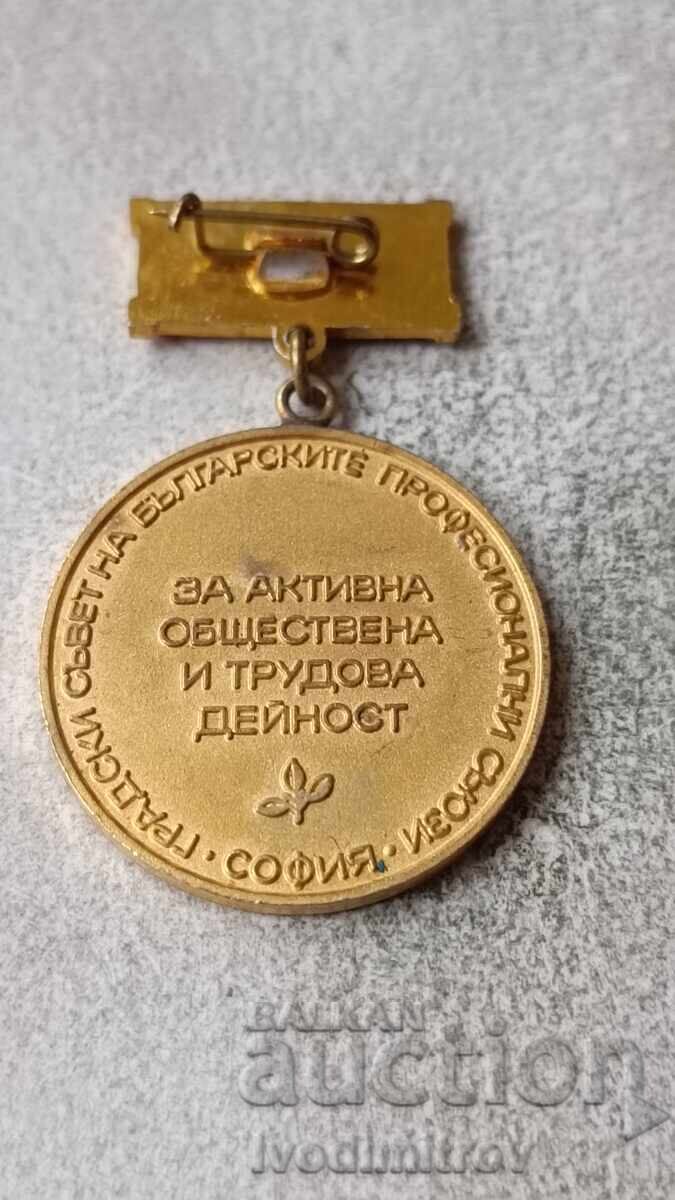 ГРАДСКИ СЪВЕТ НА БЪЛГАРСКИТЕ ПРОФЕСИОНАЛНИ СЪЮЗИ
· СОФИЯ ·
ЗА АКТИВНА
ОБЩЕСТВЕНА
И ТРУДОВА
ДЕЙНОСТ
BALKAN
auction
ivodimitrov